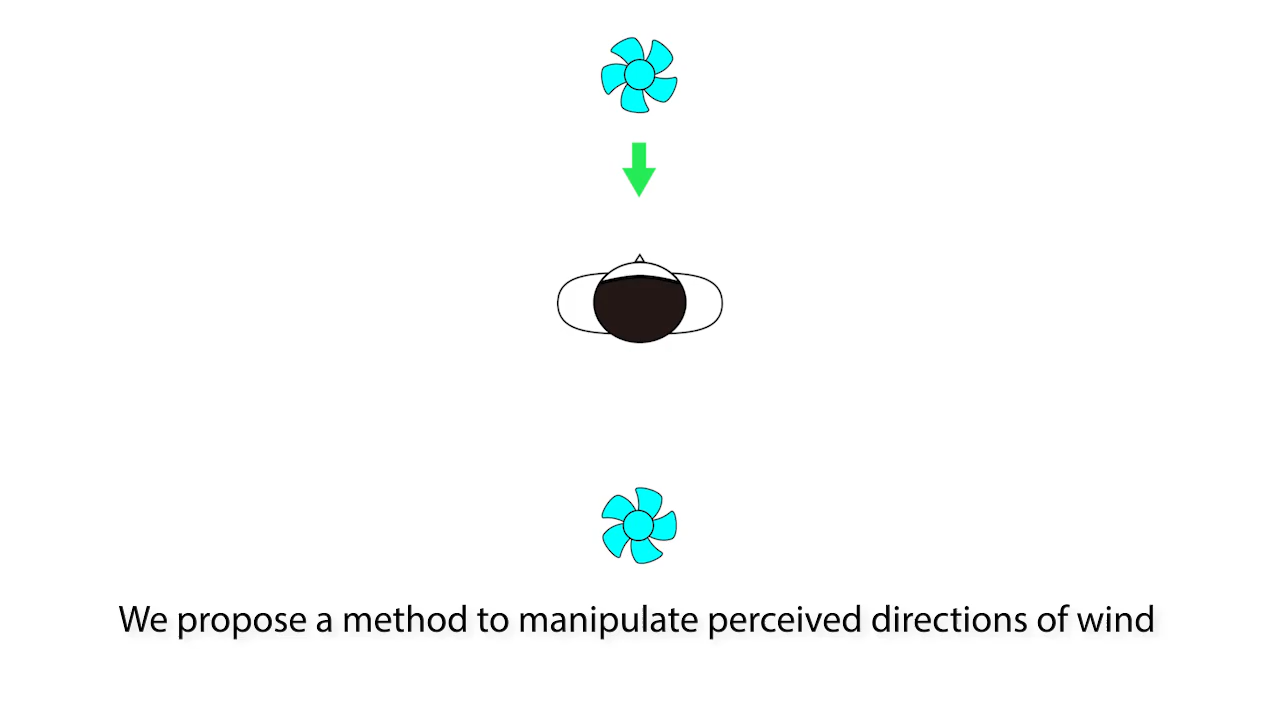 We propose a method to manipulate perceived directions of wind